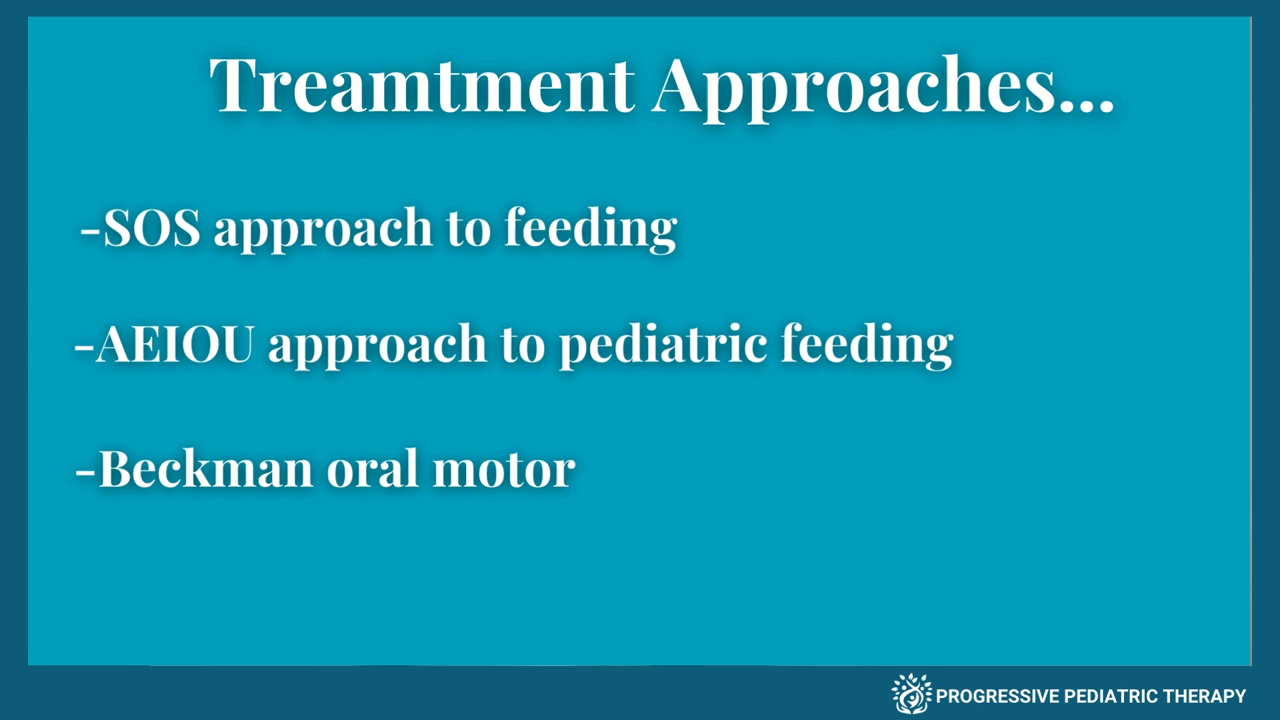 Treamtment Approaches...
-SOS approach to feeding
-AEIOU approach to pediatric feeding
-Beckman oral motor
PROGRESSIVE PEDIATRIC THERAPY